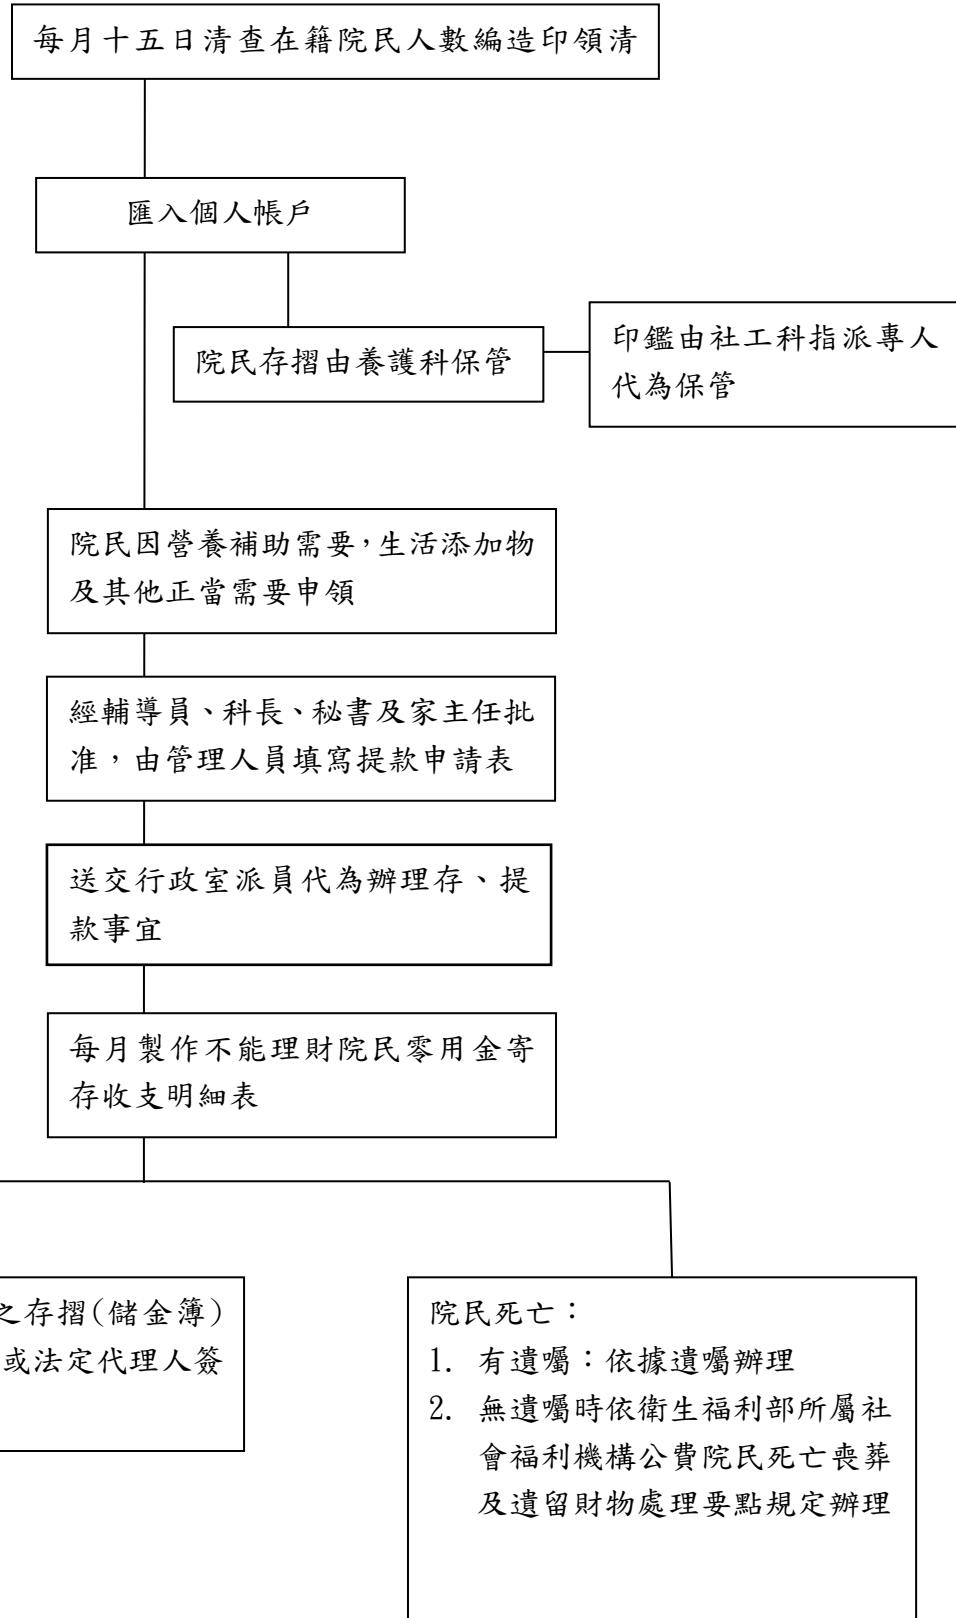 每月十五日清查在籍院民人數編造印領清
匯入個人帳戶
院民存摺由養護科保管
印鑑由社工科指派專人
代為保管
院民因營養補助需要，生活添加物
及其他正當需要申領
經輔導員、科長、秘書及家主任批
准，由管理人員填寫提款申請表
送交行政室派員代為辦理存、提
款事宜
每月製作不能理財院民零用金寄
存收支明細表
之存摺(儲金簿)
或法定代理人簽
院民死亡：
1. 有遺囑：依據遺囑辦理
2. 無遺囑時依衛生福利部所屬社
會福利機構公費院民死亡喪葬
及遺留財物處理要點規定辦理